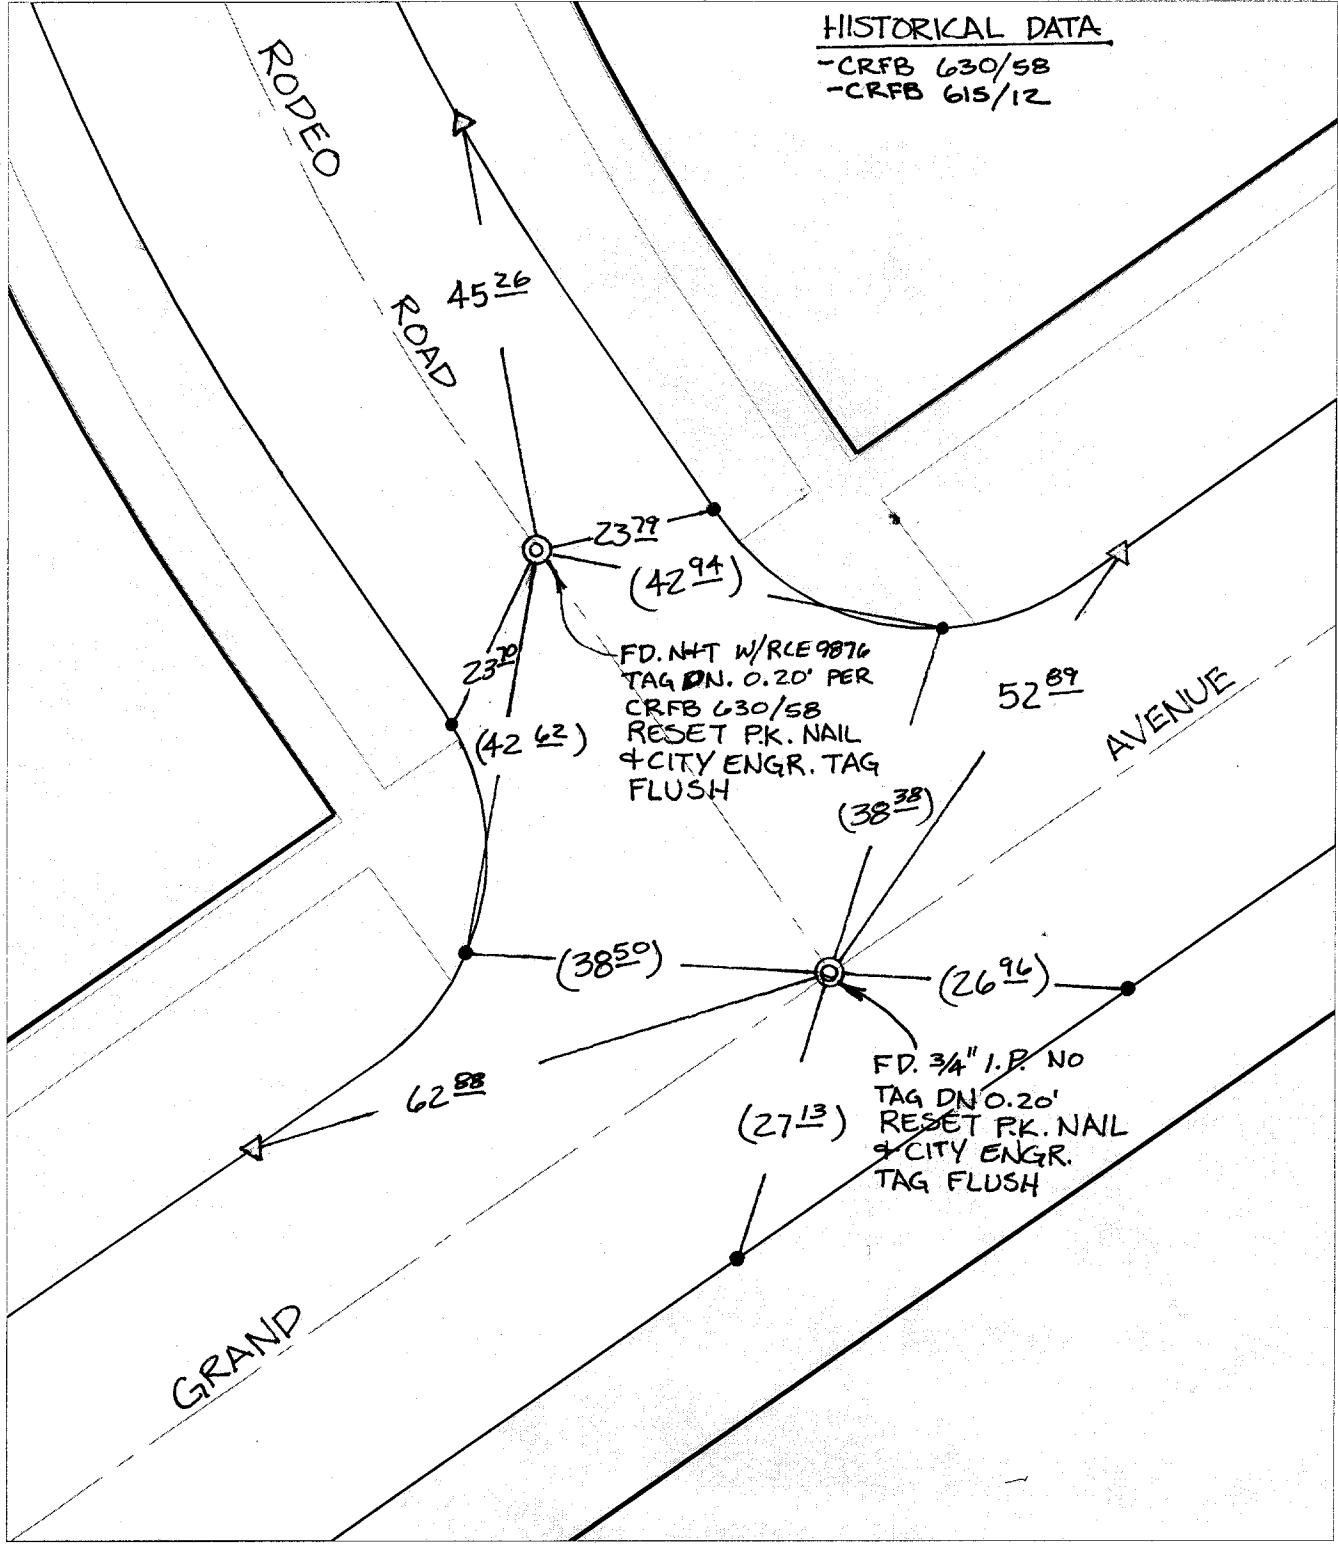 HISTORICAL DATA
-CRFB 630/58
-CRFB 615/12
RODEO
ROAD
45 26
23 79
(42 94)
23 70
(42 62)
FD. N+T W/RCE 9876
TAG DN. 0.20' PER
CRFB 630/58
RESET P.K. NAIL
& CITY ENGR. TAG
FLUSH
52 89
AVENUE
(38 38)
(38 50)
(26 96)
62 88
(27 13)
FD. 3/4" I.P. NO
TAG DN 0.20'
RESET P.K. NAIL
& CITY ENGR.
TAG FLUSH
GRAND